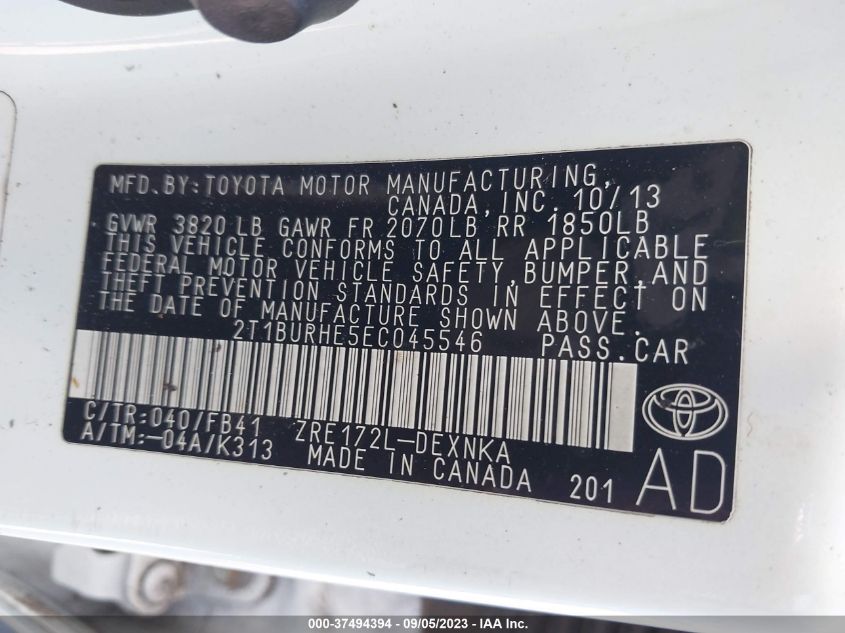 MFD.BY:TOYOTA MOTOR MANUFACTURING,
CANADA,INC. 10/13
GVWR 3820 LB GAWR FR 2070LB RR 1850LB
THIS VEHICLE CONFORMS TO ALL APPLICABLE
FEDERAL MOTOR VEHICLE SAFETY,BUMPER,AND
THEFT PREVENTION STANDARDS IN EFFECT ON
THE DATE OF MANUFACTURE SHOWN ABOVE.
2T1BURHE5EC045546 PASS.CAR
C/TR:040/FB41 ZRE172L-DEXNKA
A/TM:-04A/K313 MADE IN CANADA 201 AD
000-37494394 - 09/05/2023 - IAAI.com